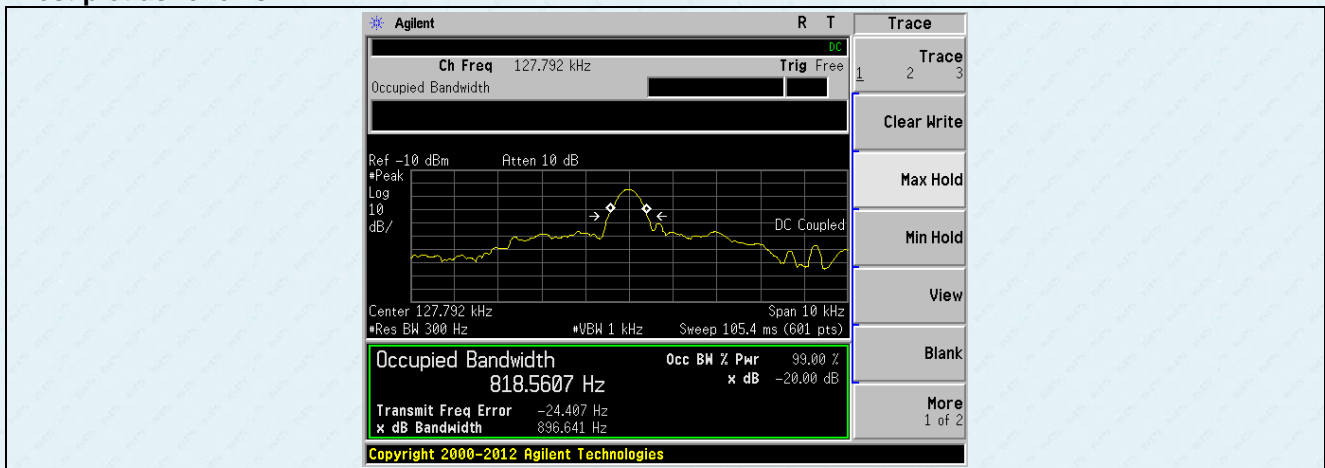 Agilent R T Trace
DC
Ch Freq 127.792 kHz Trig Free
Occupied Bandwidth
Trace
1 2 3
Clear Write
Max Hold
Min Hold
View
Blank
More
1 of 2
Ref -10 dBm Atten 10 dB
#Peak
Log
10
dB/
DC Coupled
Center 127.792 kHz Span 10 kHz
#Res BW 300 Hz #VBW 1 kHz Sweep 105.4 ms (601 pts)
Occupied Bandwidth Occ BW % Pwr 99.00 %
818.5607 Hz x dB -20.00 dB
Transmit Freq Error -24.407 Hz
x dB Bandwidth 896.641 Hz
Copyright 2000-2012 Agilent Technologies